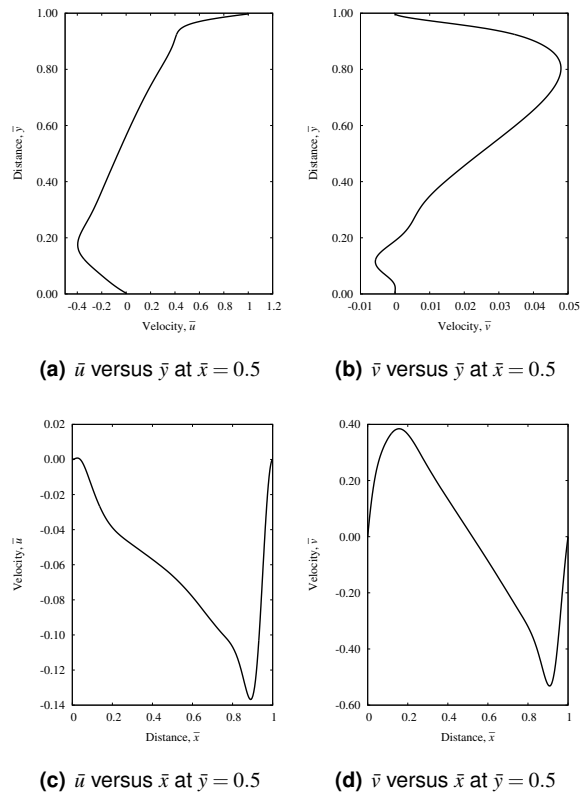 1.00
0.80
0.60
0.40
0.20
0.00
Distance, ȳ
-0.4 -0.2 0 0.2 0.4 0.6 0.8 1 1.2
Velocity, ū
(a) ū versus ȳ at x̄ = 0.5
1.00
0.80
0.60
0.40
0.20
0.00
Distance, ȳ
-0.01 0 0.01 0.02 0.03 0.04 0.05
Velocity, v̄
(b) v̄ versus ȳ at x̄ = 0.5
0.02
0.00
-0.02
-0.04
-0.06
-0.08
-0.10
-0.12
-0.14
Velocity, ū
0 0.2 0.4 0.6 0.8 1
Distance, x̄
(c) ū versus x̄ at ȳ = 0.5
0.40
0.20
0.00
-0.20
-0.40
-0.60
Velocity, v̄
0 0.2 0.4 0.6 0.8 1
Distance, x̄
(d) v̄ versus x̄ at ȳ = 0.5